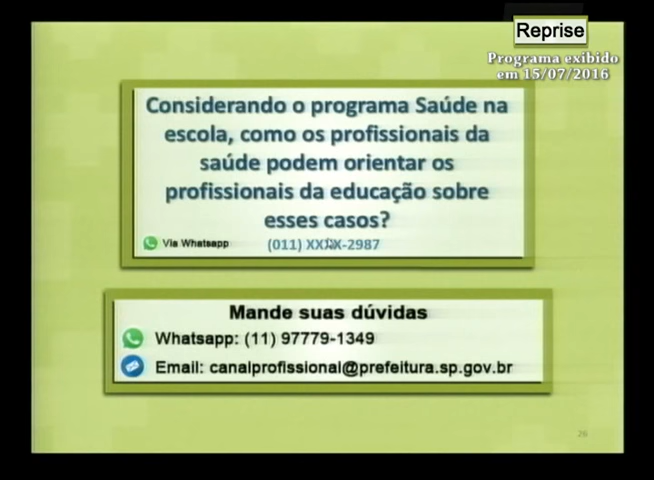 Reprise
Programa exibido
em 15/07/2016
Considerando o programa Saúde na
escola, como os profissionais da
saúde podem orientar os
profissionais da educação sobre
esses casos?
Via Whatsapp (011) XXXX-2987
Mande suas dúvidas
Whatsapp: (11) 97779-1349
Email: canalprofissional@prefeitura.sp.gov.br
26